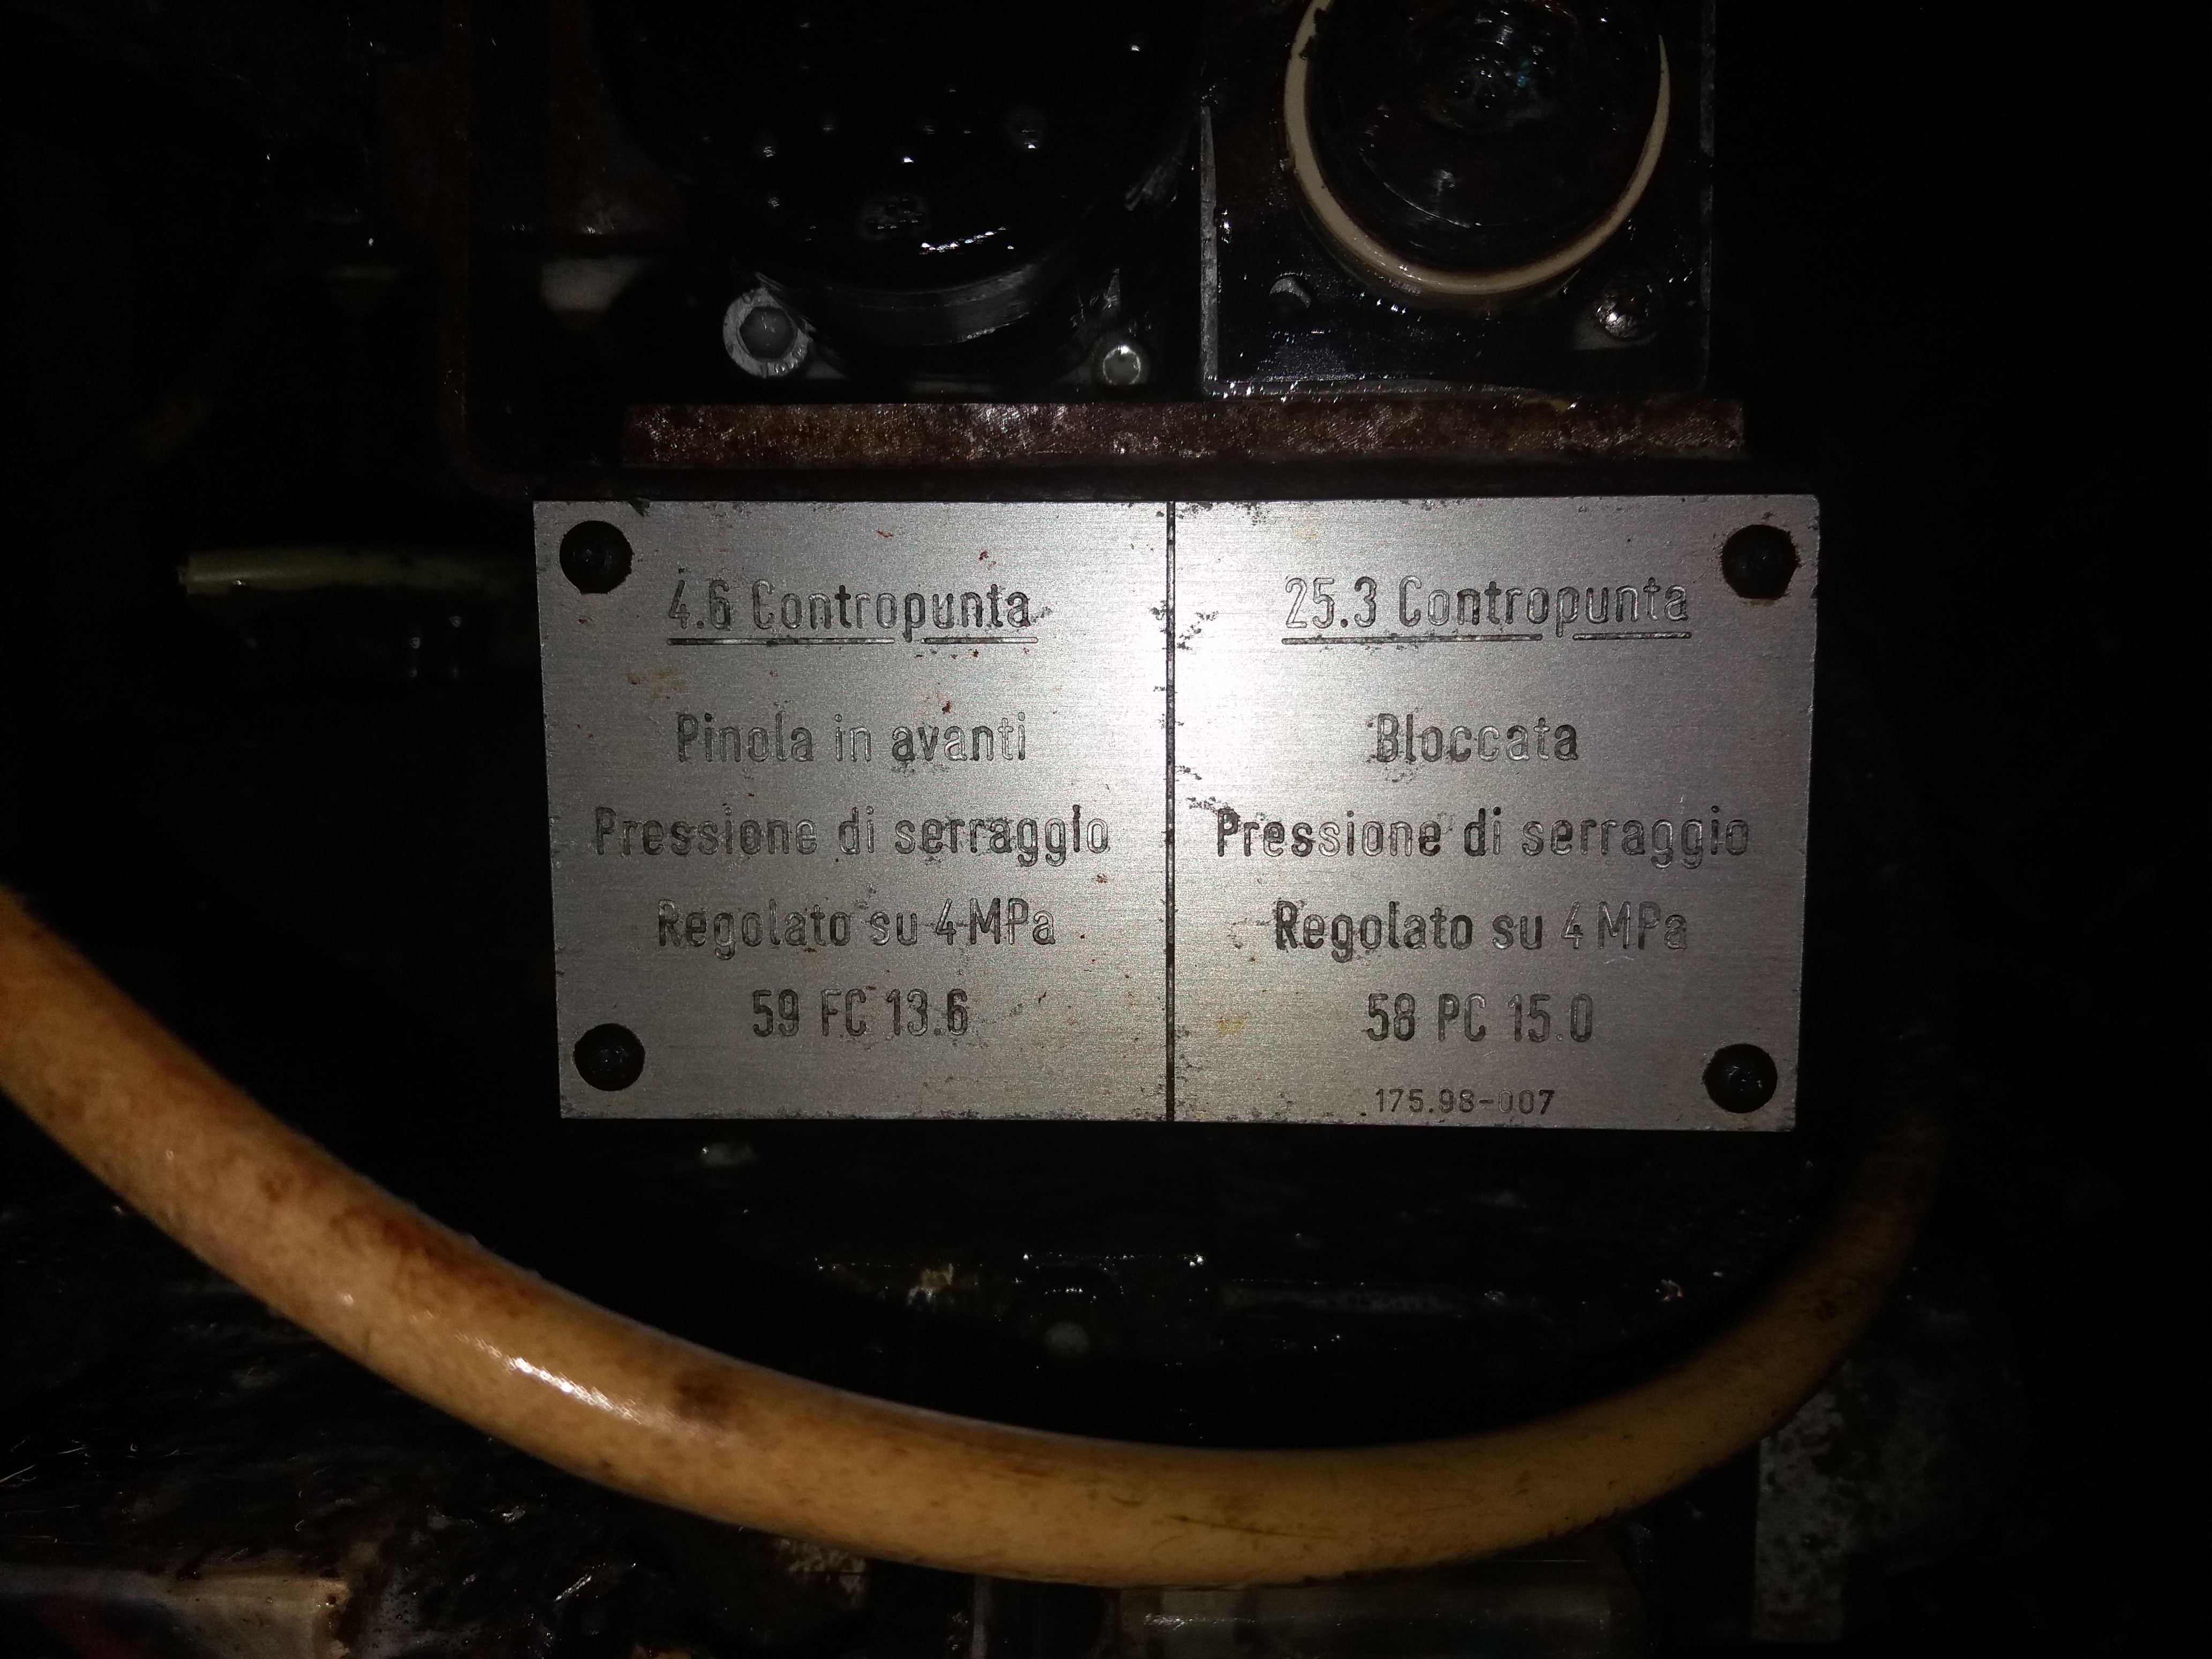 4.6 Contropunta
Pinola in avanti
Pressione di serraggio
Regolato su 4 MPa
59 FC 13.6
25.3 Contropunta
Bloccata
Pressione di serraggio
Regolato su 4 MPa
58 PC 15.0
175.98-007